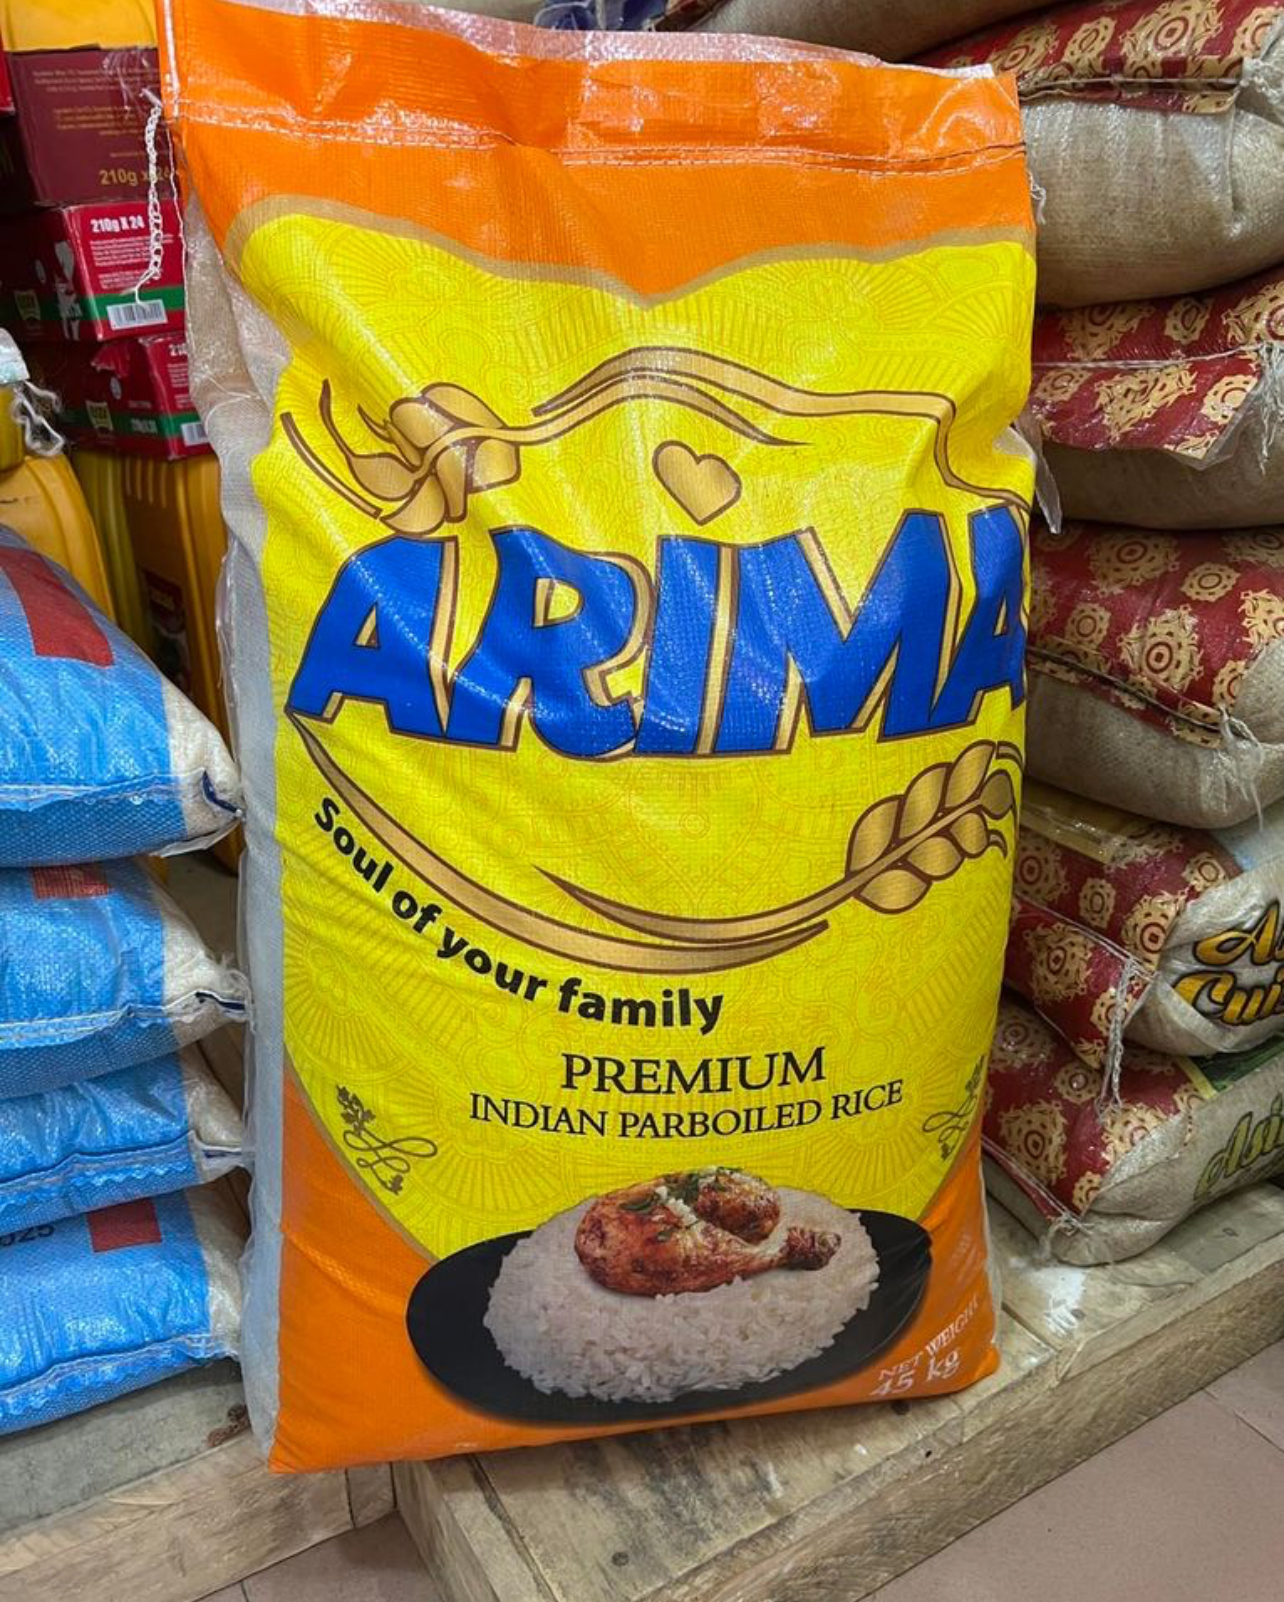 210g x 24
210g X 24
ARIMA
Soul of your family
PREMIUM
INDIAN PARBOILED RICE
NET WEIGHT
45 kg